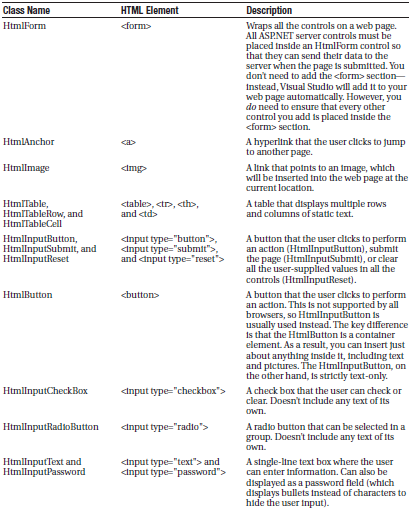 Class Name HTML Element Description
HtmlForm <form> Wraps all the controls on a web page.
All ASP.NET server controls must be
placed inside an HtmlForm control so
that they can send their data to the
server when the page is submitted. You
don't need to add the <form> section—
instead, Visual Studio will add it to your
web page automatically. However, you
do need to ensure that every other
control you add is placed inside the
<form> section.
HtmlAnchor <a> A hyperlink that the user clicks to jump
to another page.
HtmlImage <img> A link that points to an image, which
will be inserted into the web page at the
current location.
HtmlTable, <table>, <tr>, <th>, A table that displays multiple rows
HtmlTableRow, and and <td> and columns of static text.
HtmlTableCell
HtmlInputButton, <input type="button">, A button that the user clicks to perform
HtmlInputSubmit, and <input type="submit">, an action (HtmlInputButton), submit
HtmlInputReset and <input type="reset"> the page (HtmlInputSubmit), or clear
all the user-supplied values in all the
controls (HtmlInputReset).
HtmlButton <button> A button that the user clicks to perform
an action. This is not supported by all
browsers, so HtmlInputButton is
usually used instead. The key difference
is that the HtmlButton is a container
element. As a result, you can insert just
about anything inside it, including text
and pictures. The HtmlInputButton, on
the other hand, is strictly text-only.
HtmlInputCheckBox <input type="checkbox"> A check box that the user can check or
clear. Doesn't include any text of its
own.
HtmlInputRadioButton <input type="radio"> A radio button that can be selected in a
group. Doesn't include any text of its
own.
HtmlInputText and <input type="text"> and A single-line text box where the user
HtmlInputPassword <input type="password"> can enter information. Can also be
displayed as a password field (which
displays bullets instead of characters to
hide the user input).